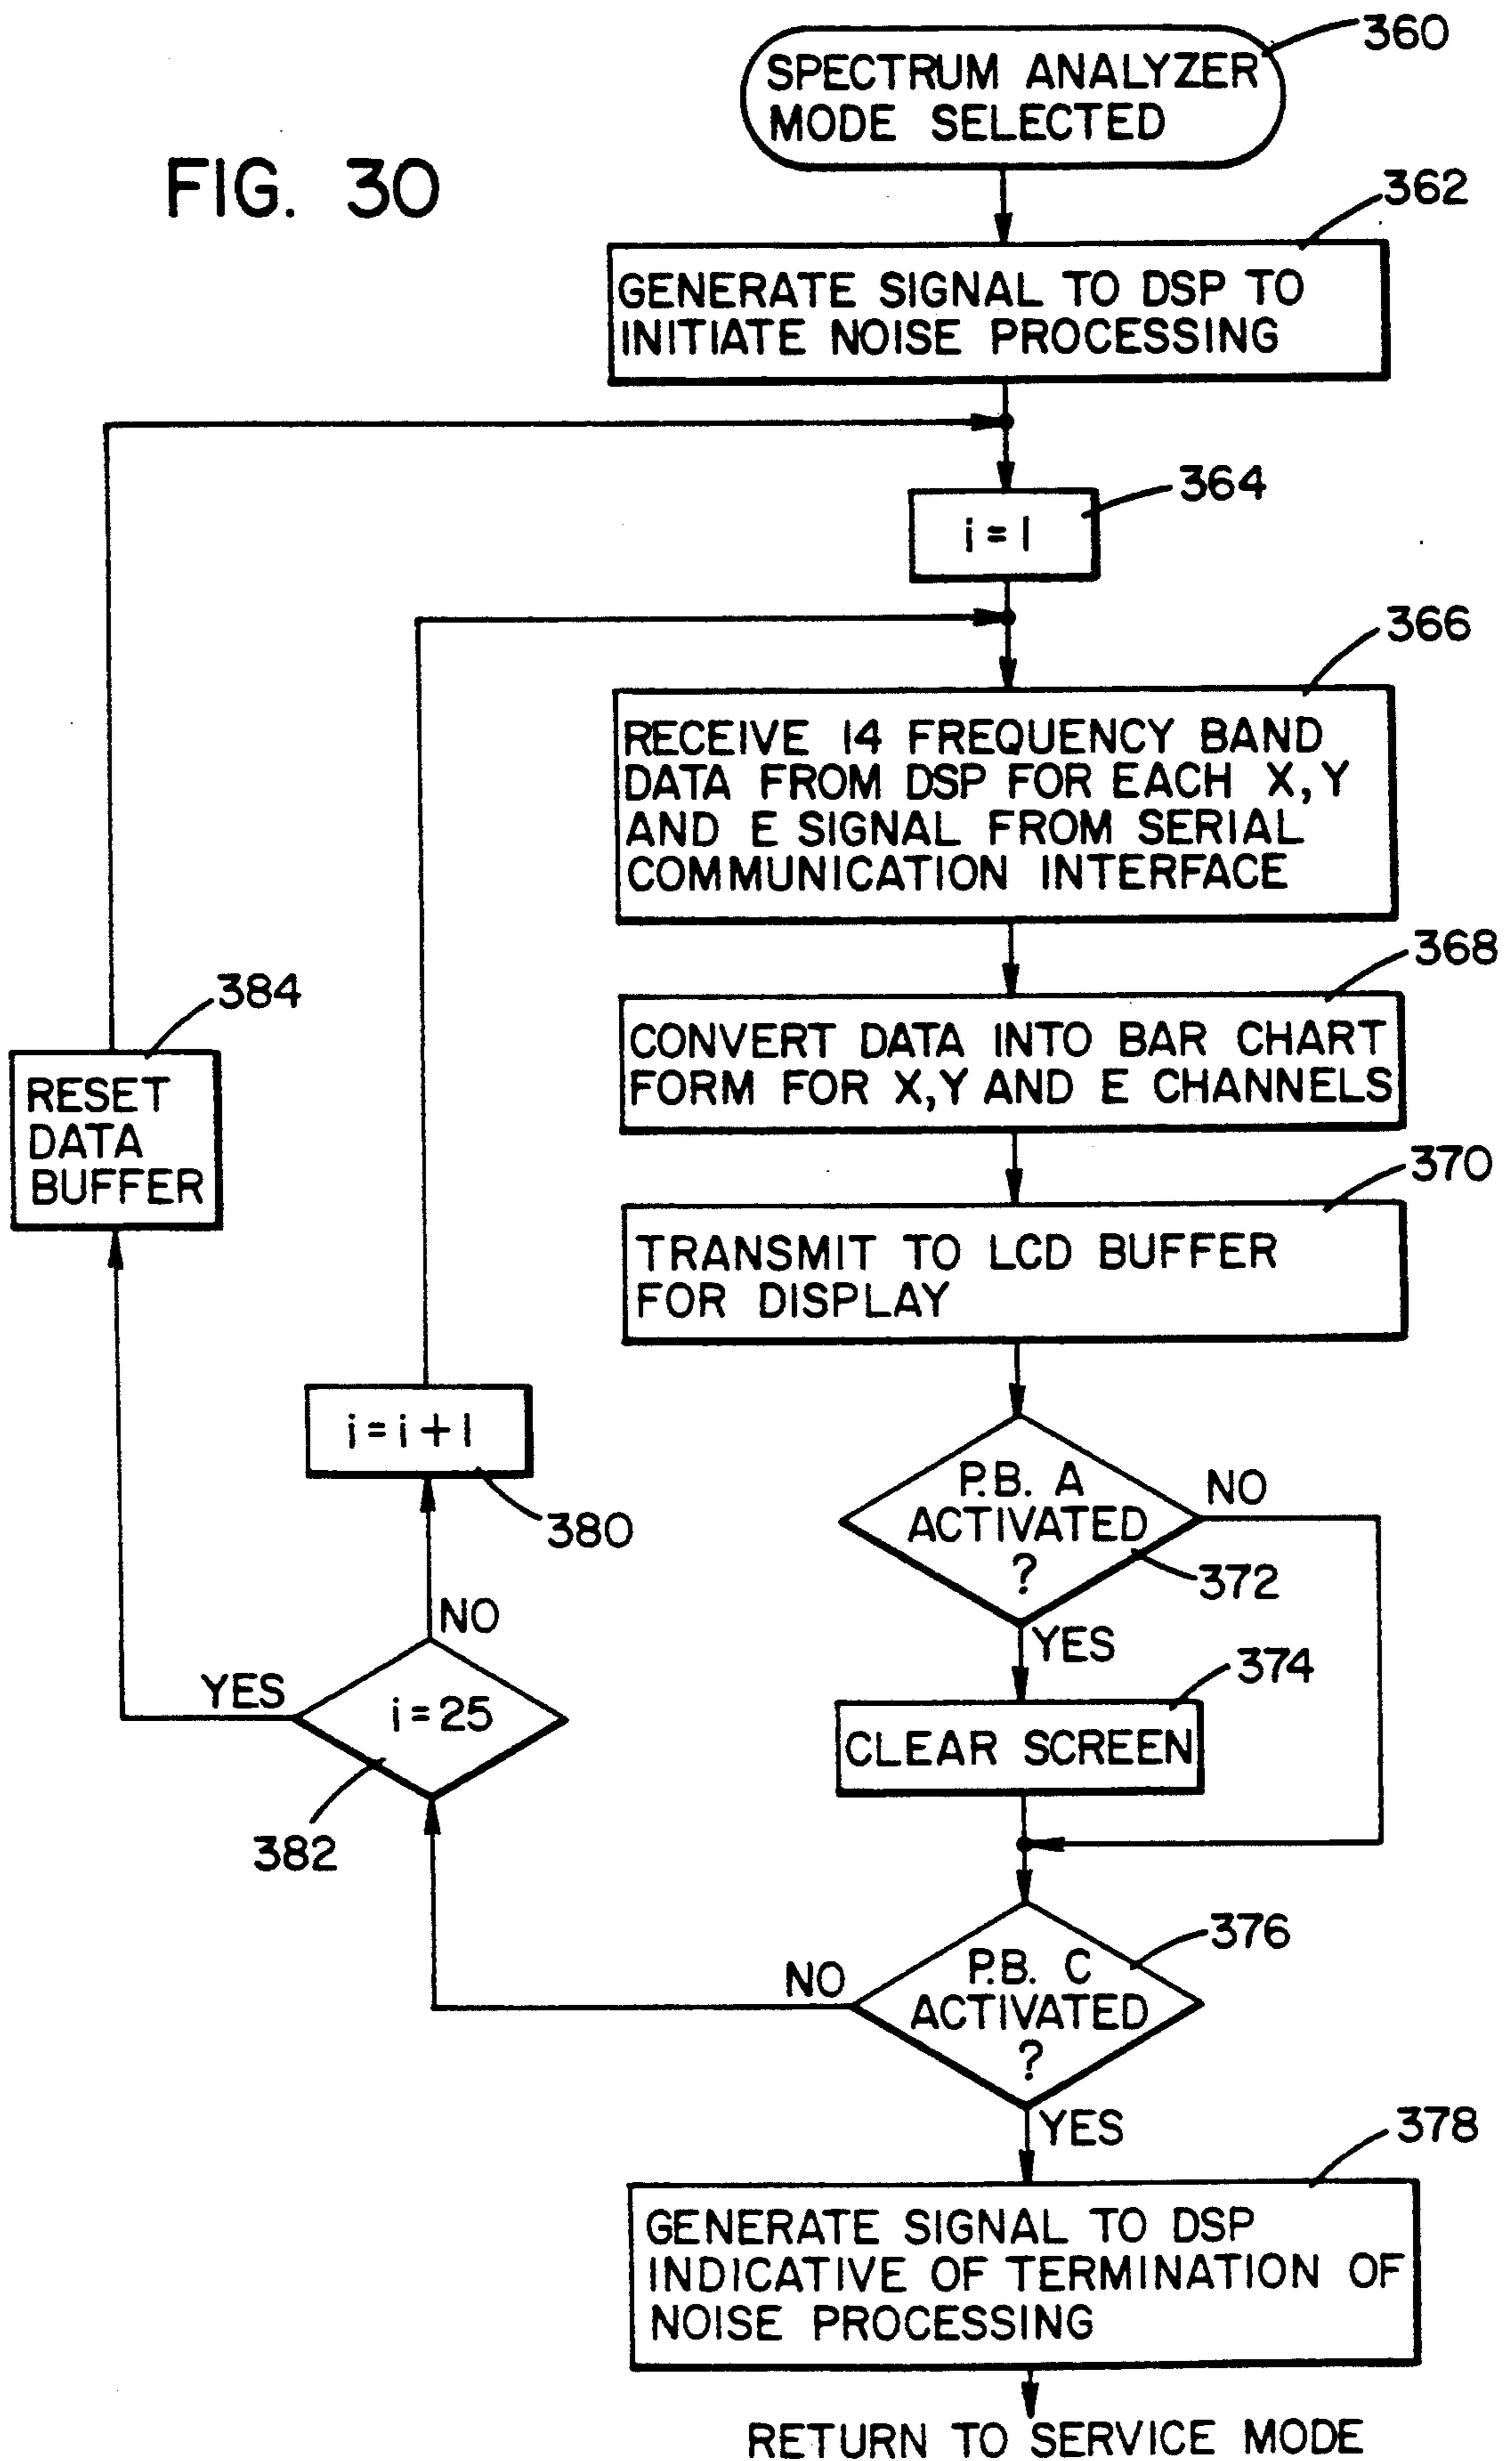 360
SPECTRUM ANALYZER
MODE SELECTED
FIG. 30
362
GENERATE SIGNAL TO DSP TO
INITIATE NOISE PROCESSING
364
i = 1
366
RECEIVE 14 FREQUENCY BAND
DATA FROM DSP FOR EACH X, Y
AND E SIGNAL FROM SERIAL
COMMUNICATION INTERFACE
368
CONVERT DATA INTO BAR CHART
FORM FOR X, Y AND E CHANNELS
384
RESET
DATA
BUFFER
370
TRANSMIT TO LCD BUFFER
FOR DISPLAY
i = i + 1
380
P.B. A
ACTIVATED
?
NO
372
YES
374
CLEAR SCREEN
NO
YES
i = 25
382
376
P.B. C
ACTIVATED
?
NO
YES
378
GENERATE SIGNAL TO DSP
INDICATIVE OF TERMINATION OF
NOISE PROCESSING
RETURN TO SERVICE MODE